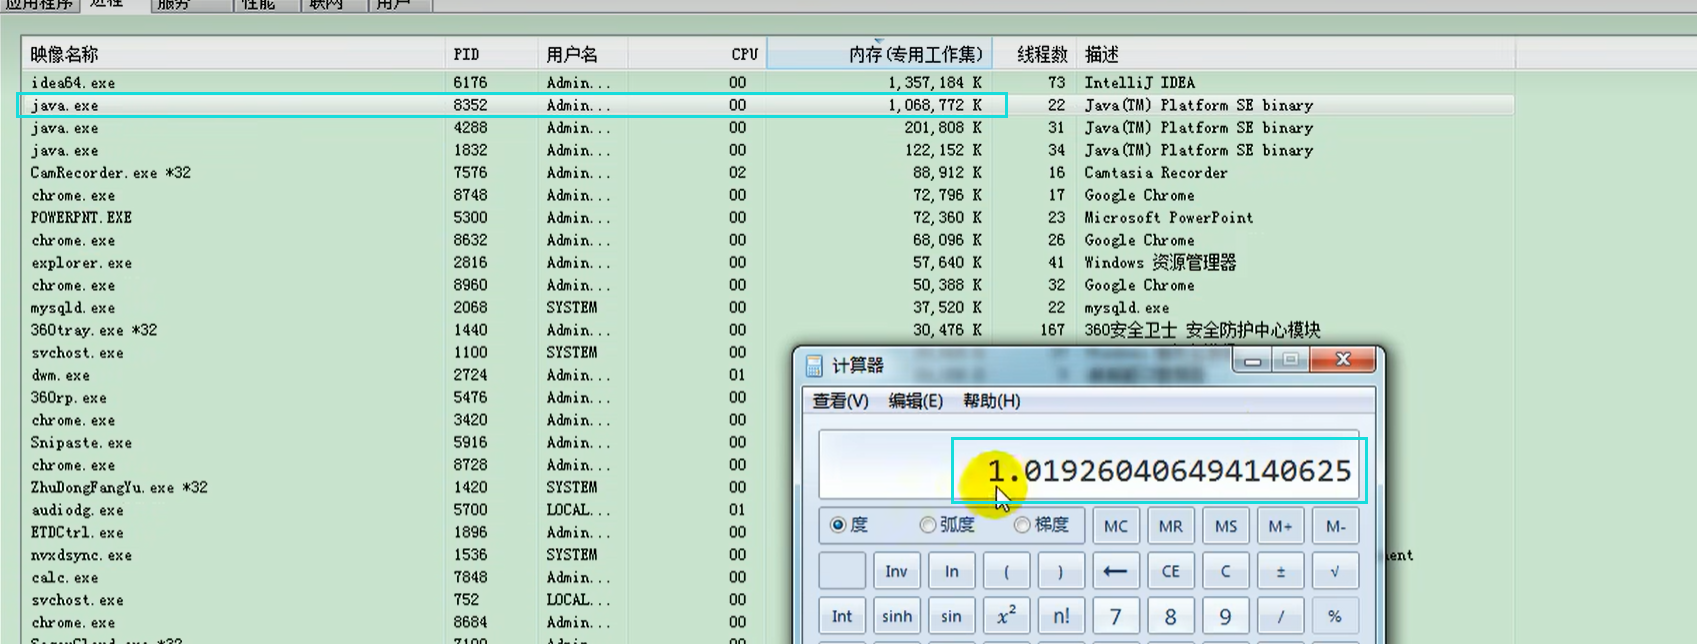 应用程序 进程 服务 性能 联网 用户
映像名称 PID 用户名 CPU 内存(专用工作集) 线程数 描述
idea64.exe 6176 Admin... 00 1,357,184 K 73 IntelliJ IDEA
java.exe 8352 Admin... 00 1,068,772 K 22 Java(TM) Platform SE binary
java.exe 4288 Admin... 00 201,808 K 31 Java(TM) Platform SE binary
java.exe 1832 Admin... 00 122,152 K 34 Java(TM) Platform SE binary
CamRecorder.exe *32 7576 Admin... 02 88,912 K 16 Camtasia Recorder
chrome.exe 8748 Admin... 00 72,796 K 17 Google Chrome
POWERPNT.EXE 5300 Admin... 00 72,360 K 23 Microsoft PowerPoint
chrome.exe 8632 Admin... 00 68,096 K 26 Google Chrome
explorer.exe 2816 Admin... 00 57,640 K 41 Windows 资源管理器
chrome.exe 8960 Admin... 00 50,388 K 32 Google Chrome
mysqld.exe 2068 SYSTEM 00 37,520 K 22 mysqld.exe
360tray.exe *32 1440 Admin... 00 30,476 K 167 360安全卫士 安全防护中心模块
svchost.exe 1100 SYSTEM 00
dwm.exe 2724 Admin... 01
360rp.exe 5476 Admin... 00
chrome.exe 3420 Admin... 00
Snipaste.exe 5916 Admin... 00
chrome.exe 8728 Admin... 00
ZhuDongFangYu.exe *32 1420 SYSTEM 00
audiodg.exe 5700 LOCAL... 01
ETDCtrl.exe 1896 Admin... 00
nvxdsync.exe 1536 SYSTEM 00 ent
calc.exe 7848 Admin... 00
svchost.exe 752 LOCAL... 00
chrome.exe 8684 Admin... 00
计算器
查看(V) 编辑(E) 帮助(H)
1.019260406494140625
度 弧度 梯度 MC MR MS M+ M-
Inv ln ( ) ← CE C ± √
Int sinh sin x² n! 7 8 9 / %